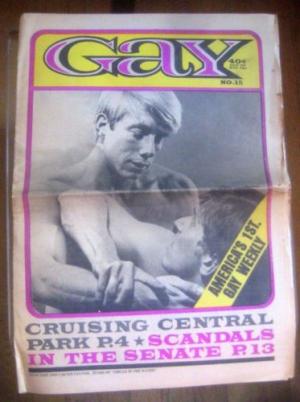 GAY
40¢
NO.15
AMERICA'S 1ST.
GAY WEEKLY
CRUISING CENTRAL
PARK P.4 ★ SCANDALS
IN THE SENATE P.13